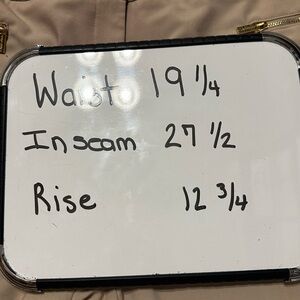 Waist 19 1/4
Inseam 27 1/2
Rise 12 3/4